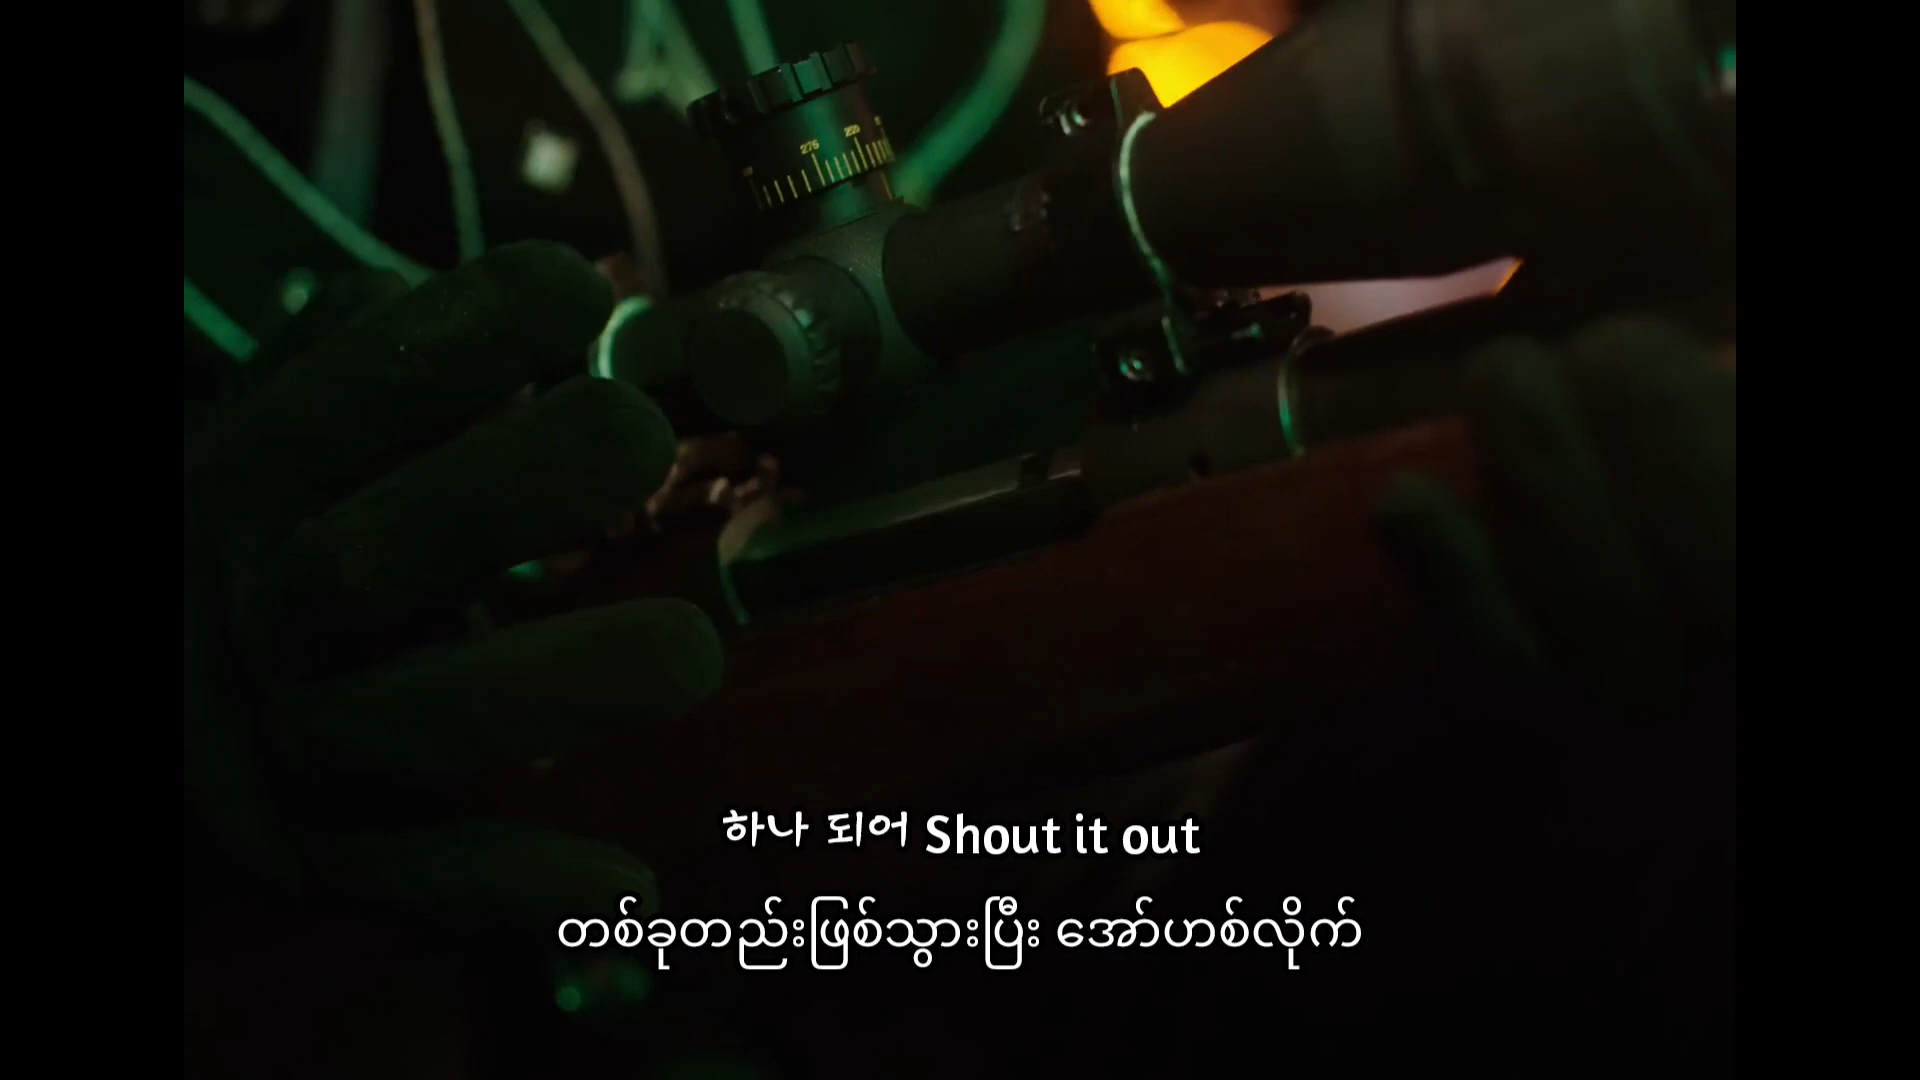 275
하나 되어 Shout it out
တစ်ခုတည်းဖြစ်သွားပြီး အော်ဟစ်လိုက်